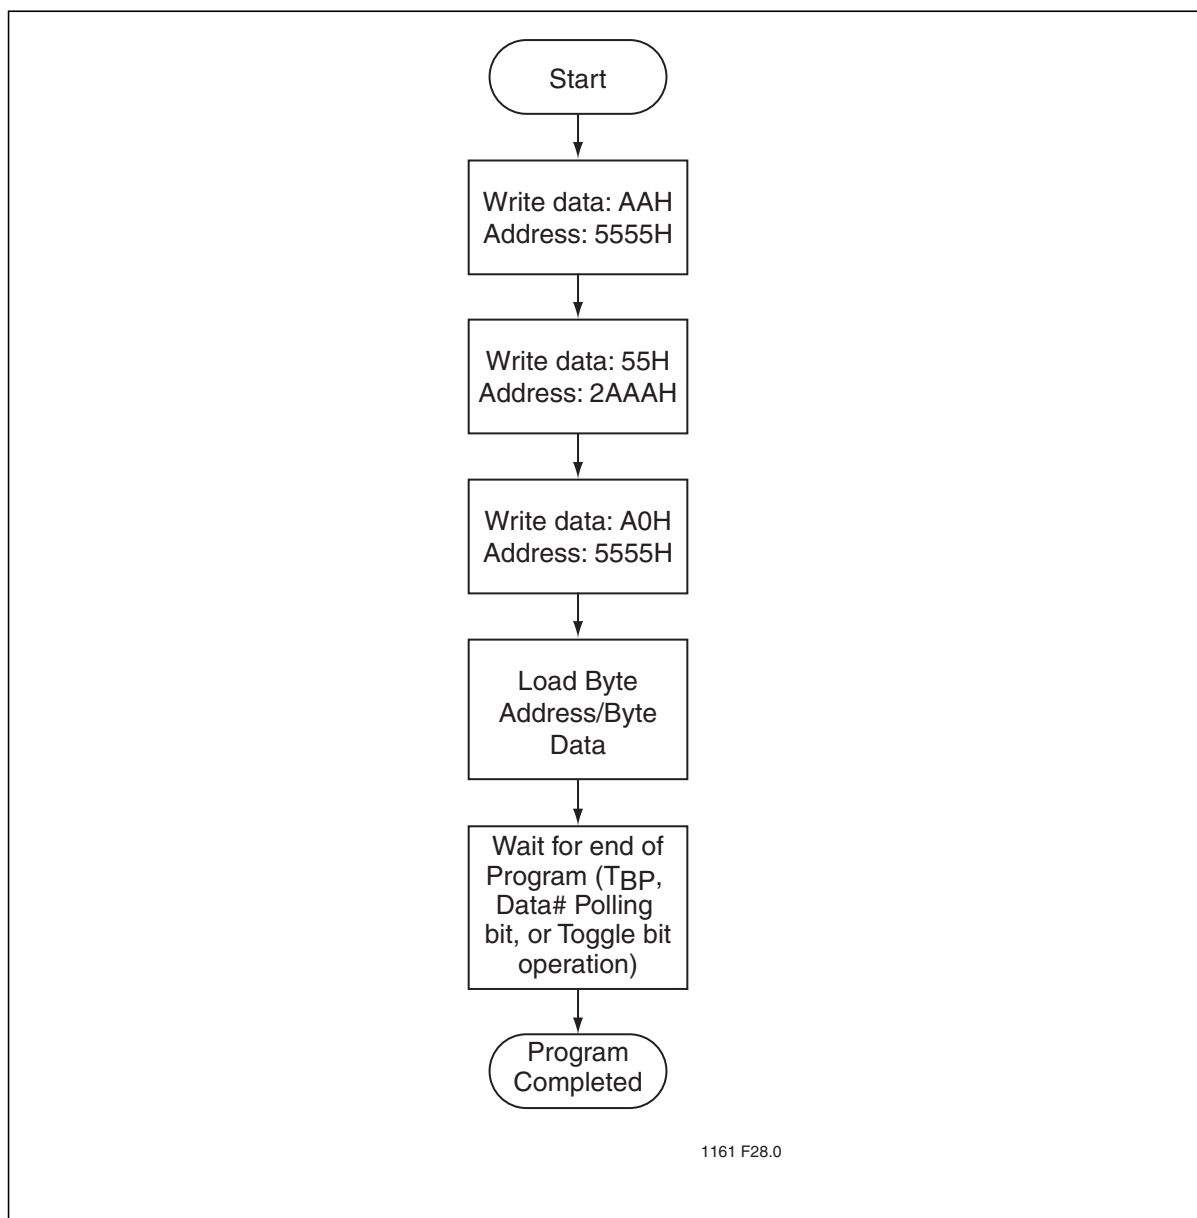 Start
Write data: AAH
Address: 5555H
Write data: 55H
Address: 2AAAH
Write data: A0H
Address: 5555H
Load Byte
Address/Byte
Data
Wait for end of
Program (TBP,
Data# Polling
bit, or Toggle bit
operation)
Program
Completed
1161 F28.0